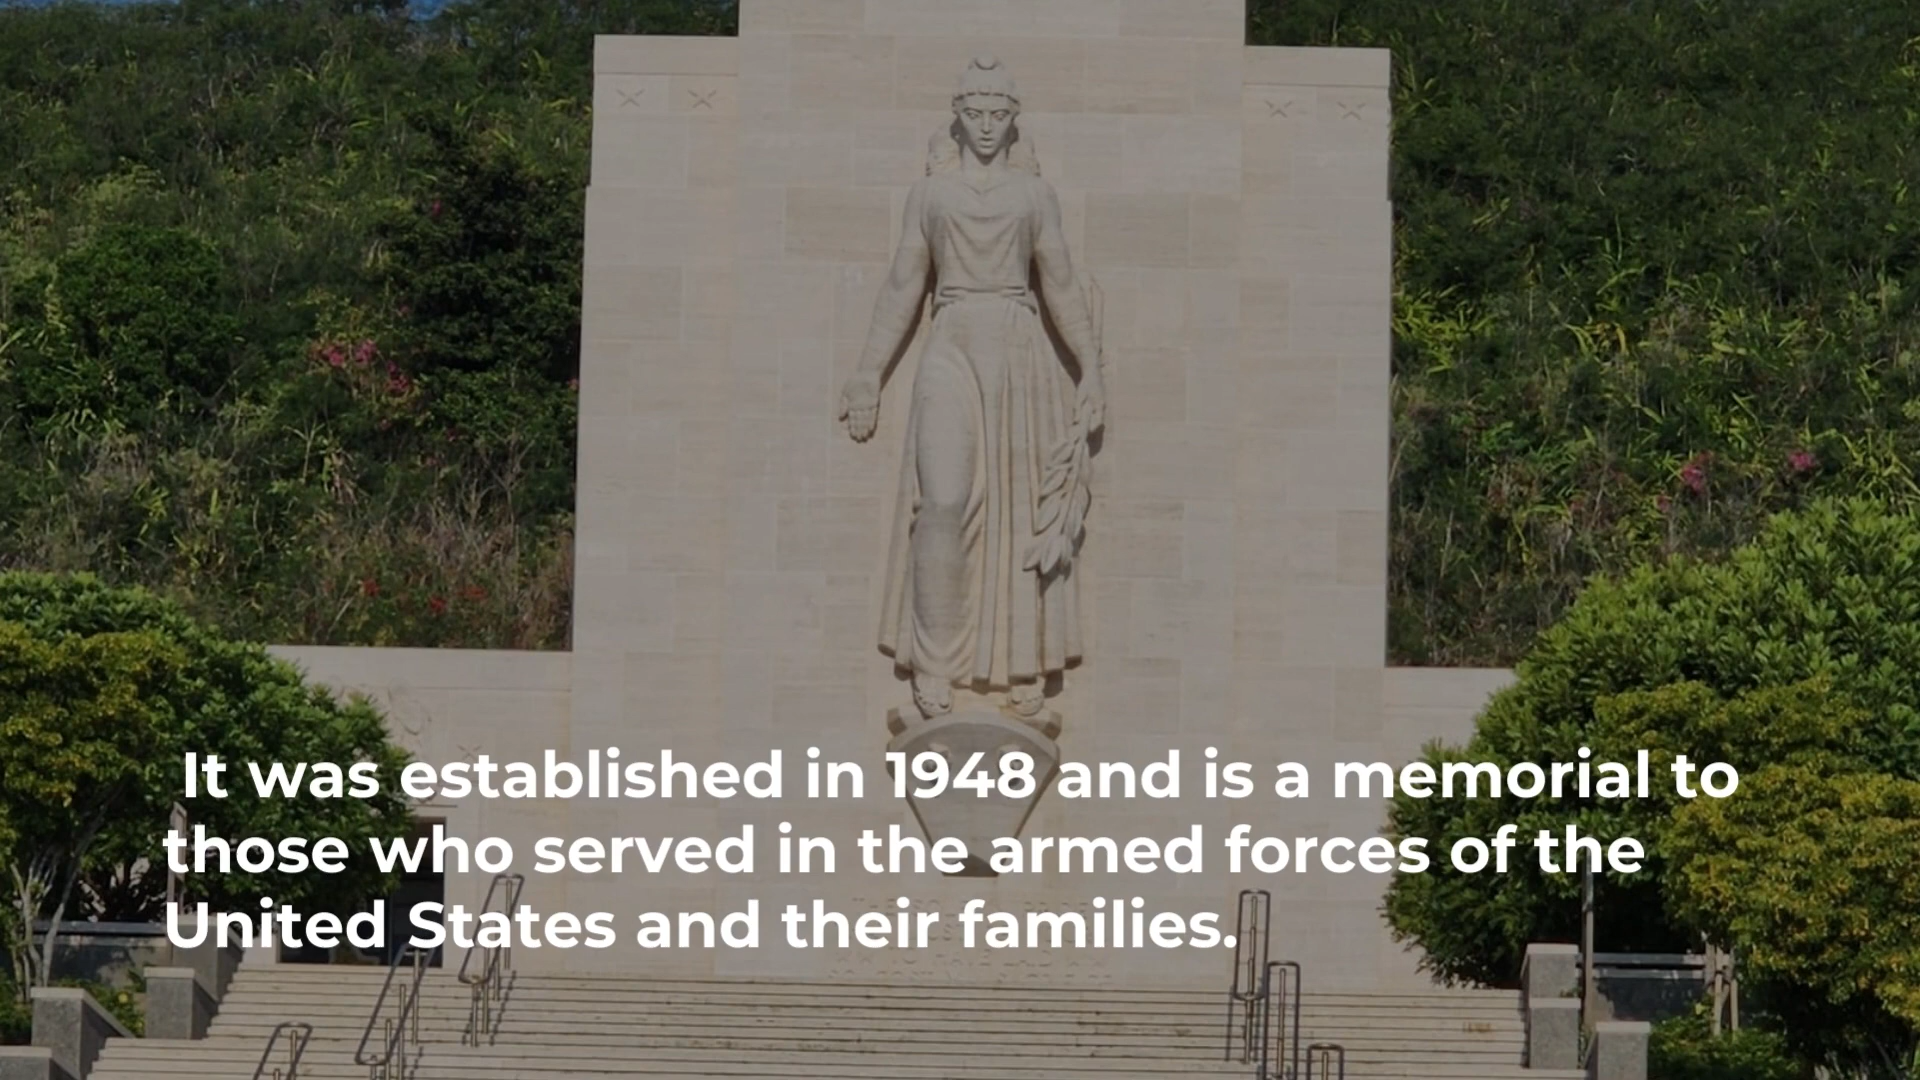 It was established in 1948 and is a memorial to
those who served in the armed forces of the
United States and their families.